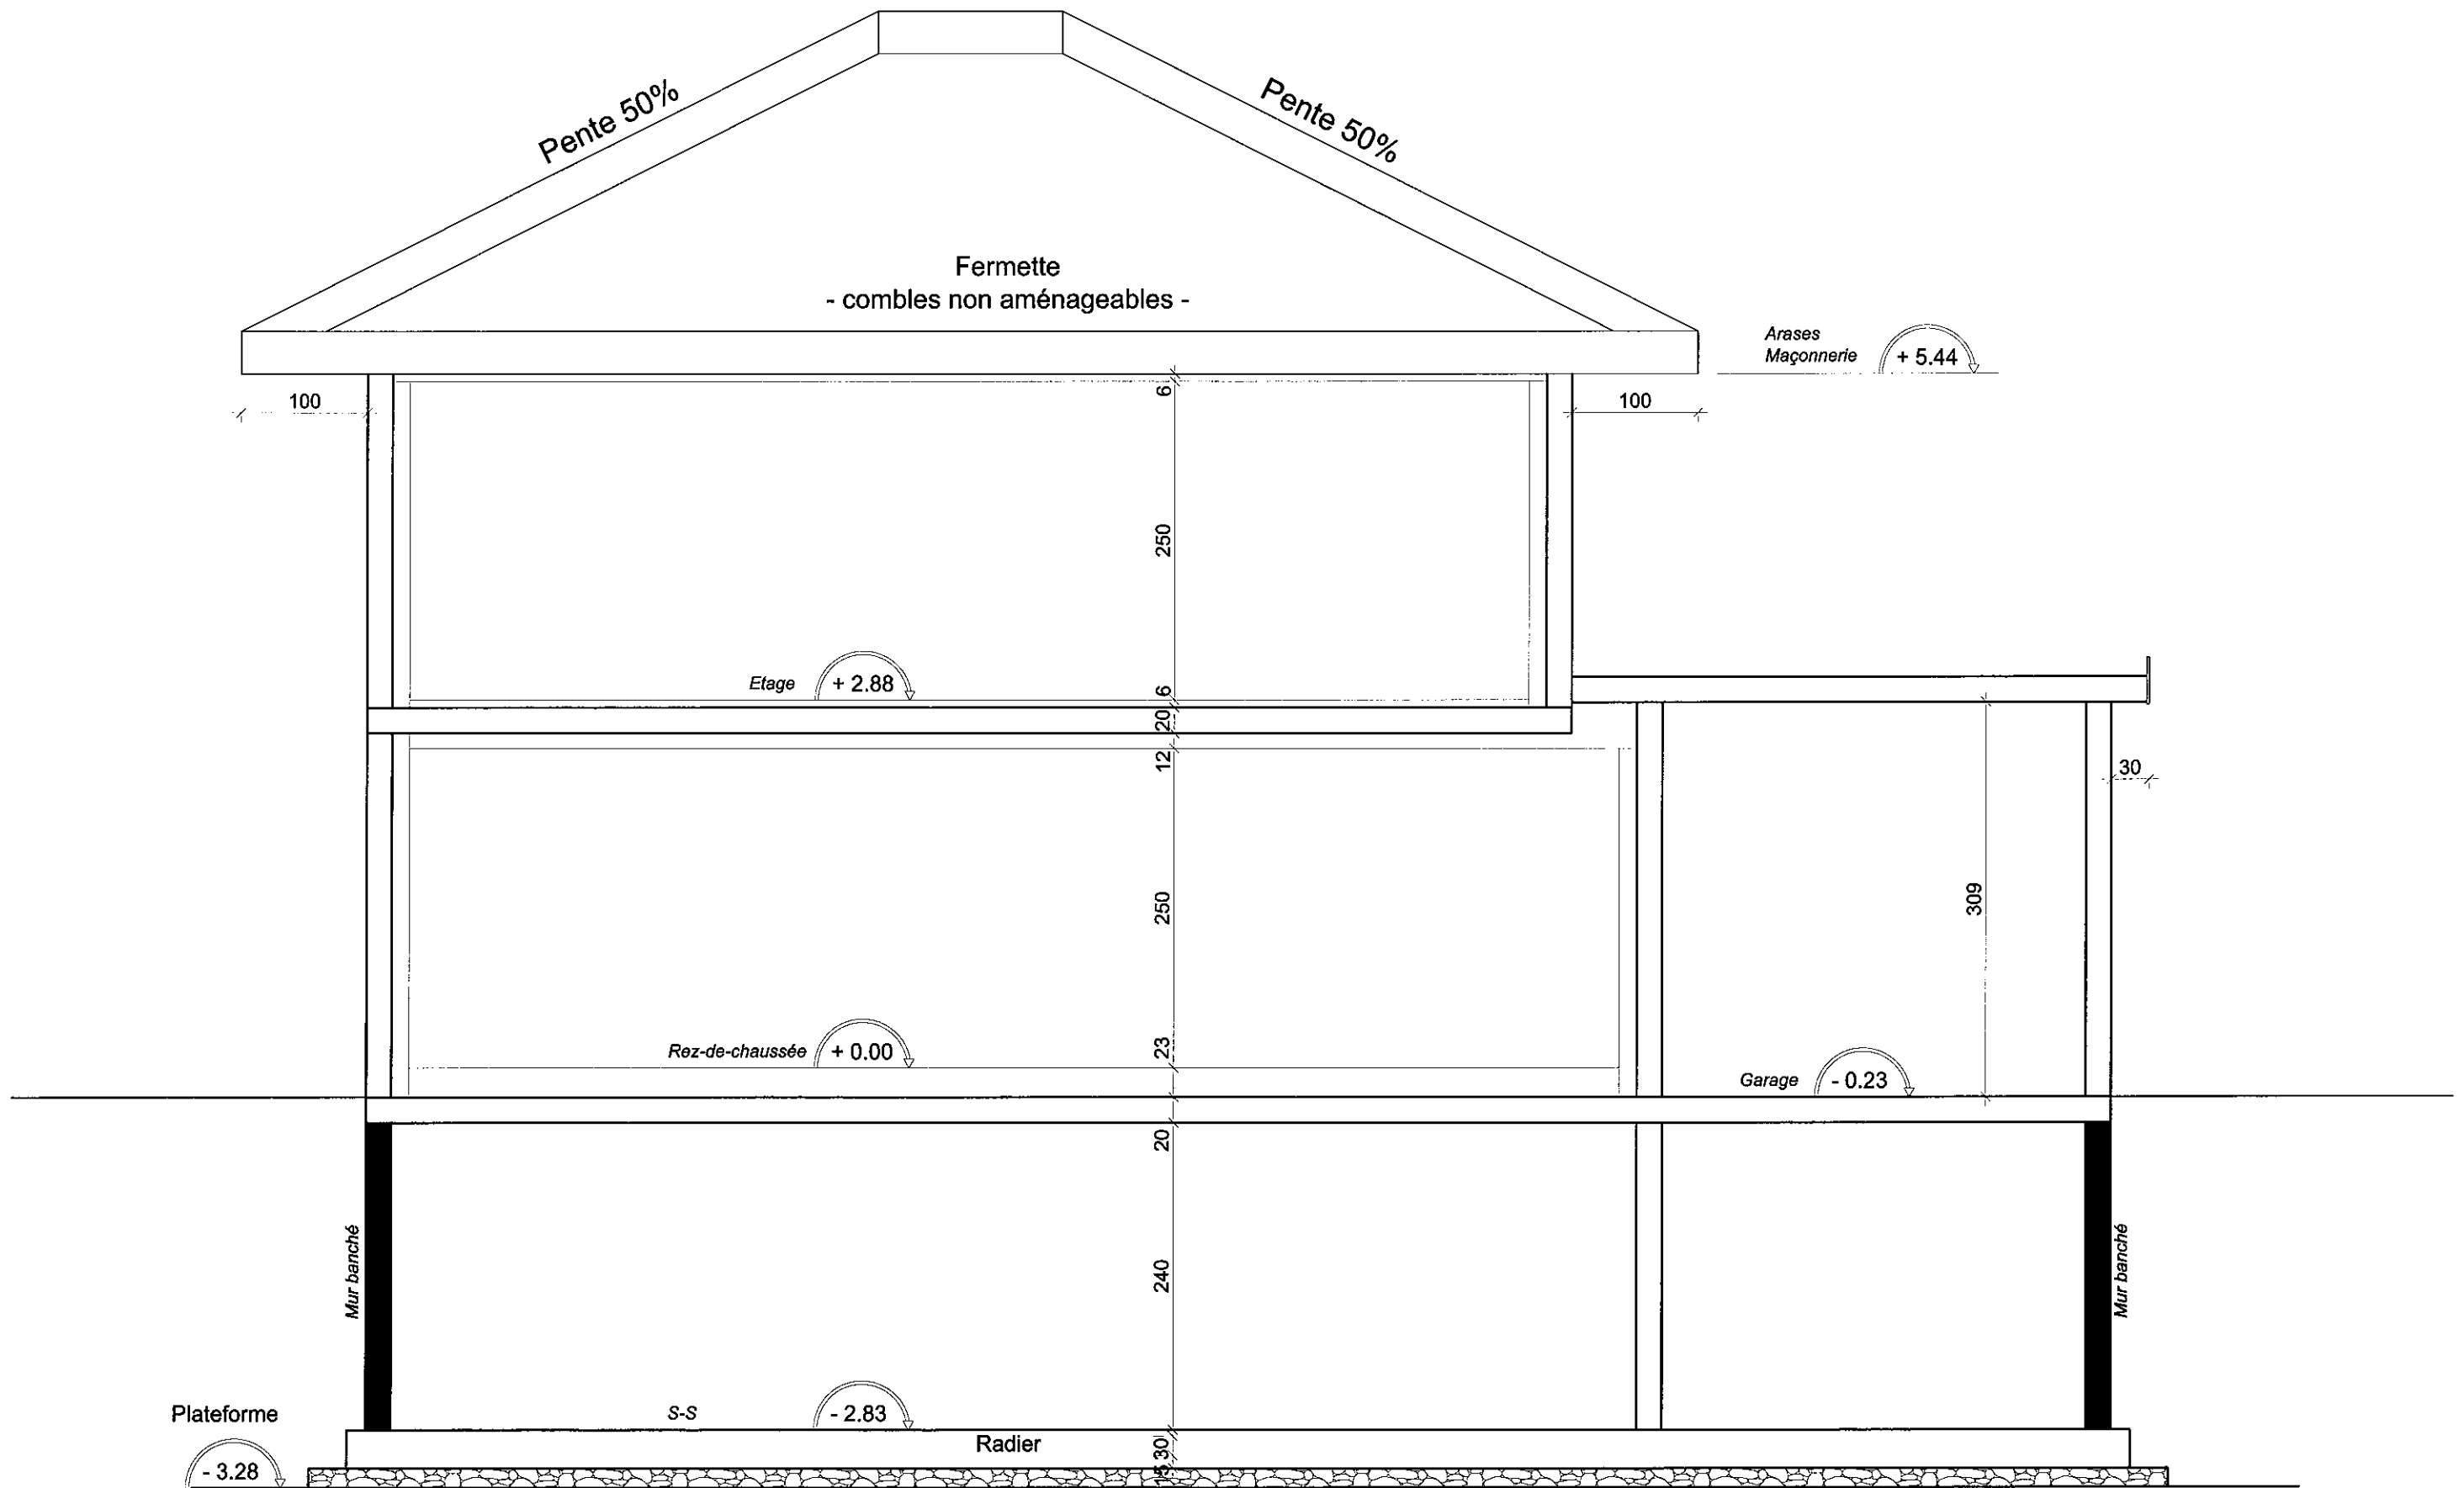 Pente 50%
Pente 50%
Fermette
- combles non aménageables -
Arases
Maçonnerie
+ 5.44
100
6
100
250
Etage
+ 2.88
6
20
12
30
250
309
Rez-de-chaussée
+ 0.00
23
Garage
- 0.23
20
Mur banché
240
Mur banché
Plateforme
S-S
- 2.83
Radier
30
15
- 3.28